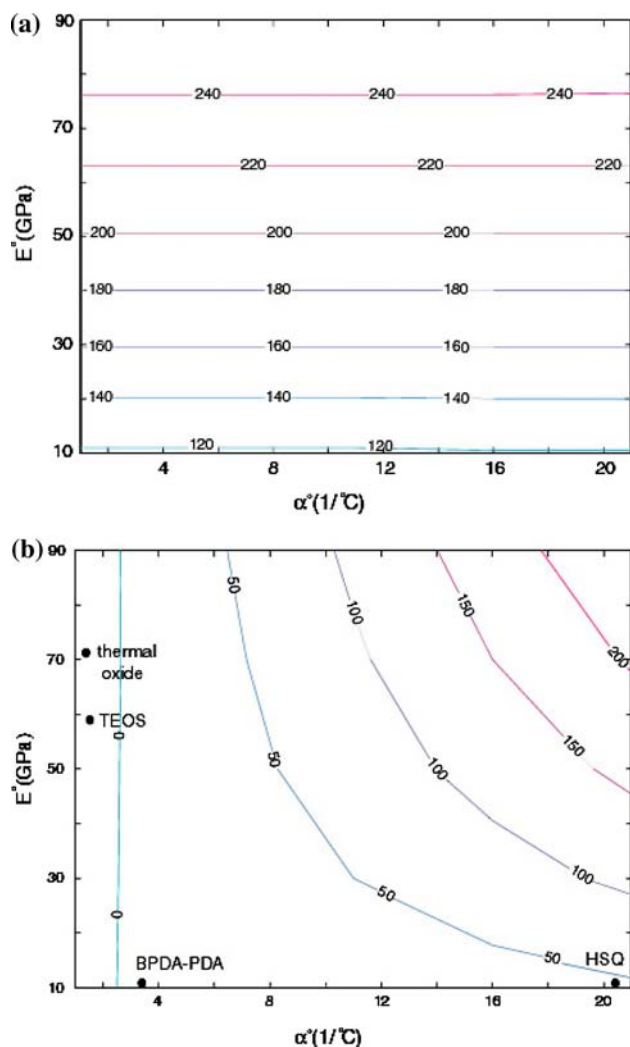 (a)
90
240 240 240
70
220 220 220
E°(GPa)
50
200 200 200
180 180 180
30
160 160 160
140 140 140
120 120
10
4 8 12 16 20
α°(1/°C)
(b)
90
50 100 150 200
70
thermal
oxide
TEOS
0
E°(GPa)
50
50 100 150
30
0 50 100
BPDA-PDA
50
HSQ
10
4 8 12 16 20
α°(1/°C)